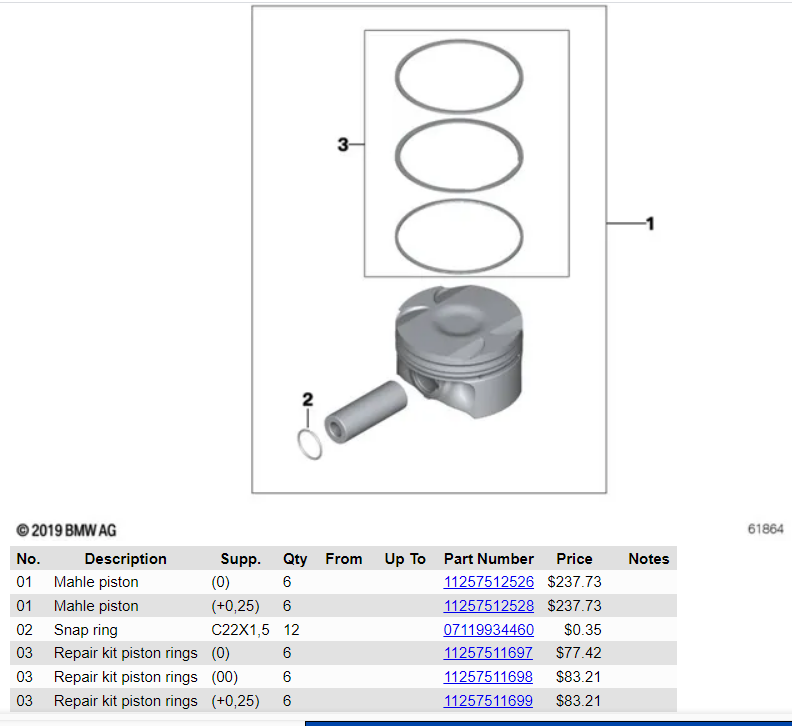 3
1
2
© 2019 BMW AG
61864
No. Description Supp. Qty From Up To Part Number Price Notes
01 Mahle piston (0) 6 11257512526 $237.73
01 Mahle piston (+0,25) 6 11257512528 $237.73
02 Snap ring C22X1,5 12 07119934460 $0.35
03 Repair kit piston rings (0) 6 11257511697 $77.42
03 Repair kit piston rings (00) 6 11257511698 $83.21
03 Repair kit piston rings (+0,25) 6 11257511699 $83.21